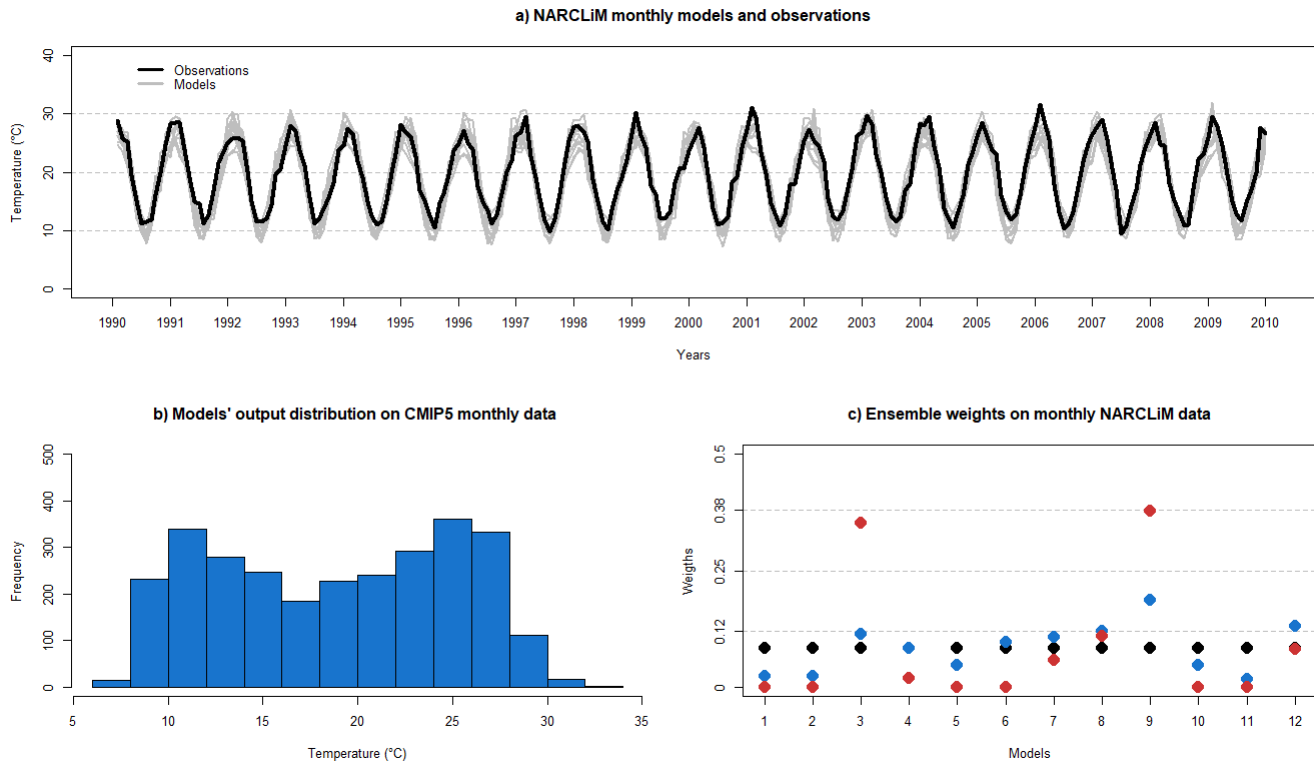 a) NARCLiM monthly models and observations
Temperature (°C)
0
10
20
30
40
Observations
Models
1990 1991 1992 1993 1994 1995 1996 1997 1998 1999 2000 2001 2002 2003 2004 2005 2006 2007 2008 2009 2010
Years
b) Models' output distribution on CMIP5 monthly data
Frequency
0
100
200
300
400
500
5 10 15 20 25 30 35
Temperature (°C)
c) Ensemble weights on monthly NARCLiM data
Weigths
0
0.12
0.25
0.38
0.5
1 2 3 4 5 6 7 8 9 10 11 12
Models